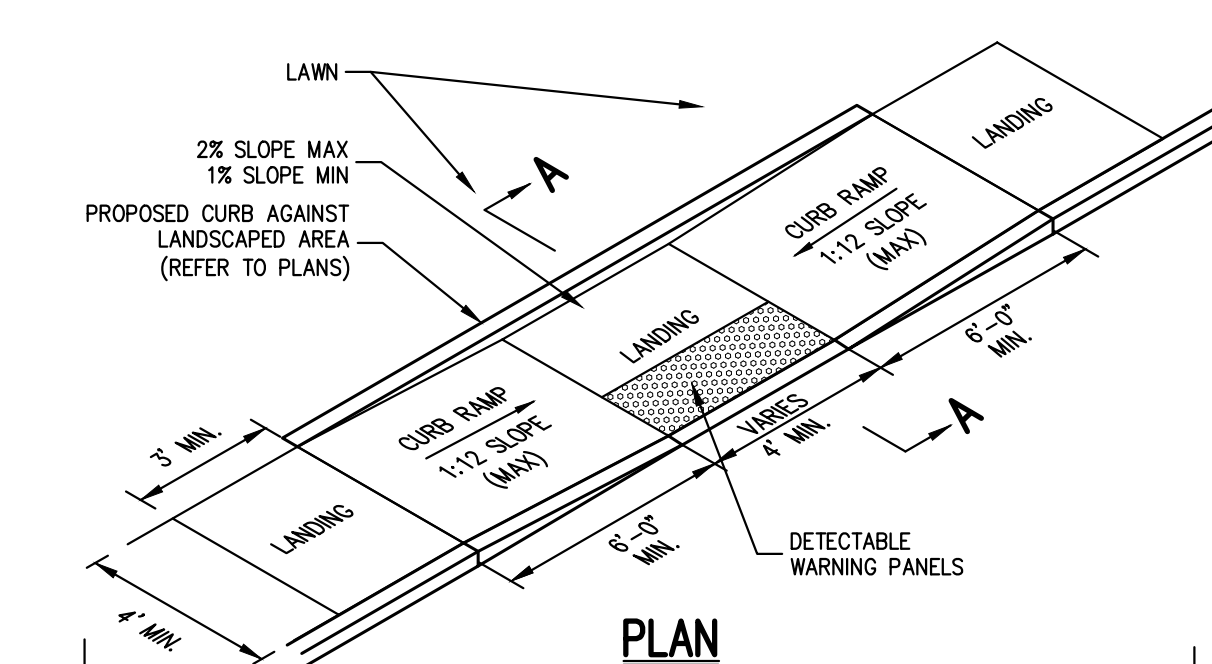 LAWN
2% SLOPE MAX
1% SLOPE MIN
PROPOSED CURB AGAINST
LANDSCAPED AREA
(REFER TO PLANS)
A
LANDING
CURB RAMP
1:12 SLOPE
(MAX)
LANDING
6'-0"
MIN.
CURB RAMP
1:12 SLOPE
(MAX)
VARIES
4' MIN.
A
3' MIN.
LANDING
6'-0"
MIN.
DETECTABLE
WARNING PANELS
4' MIN.
PLAN